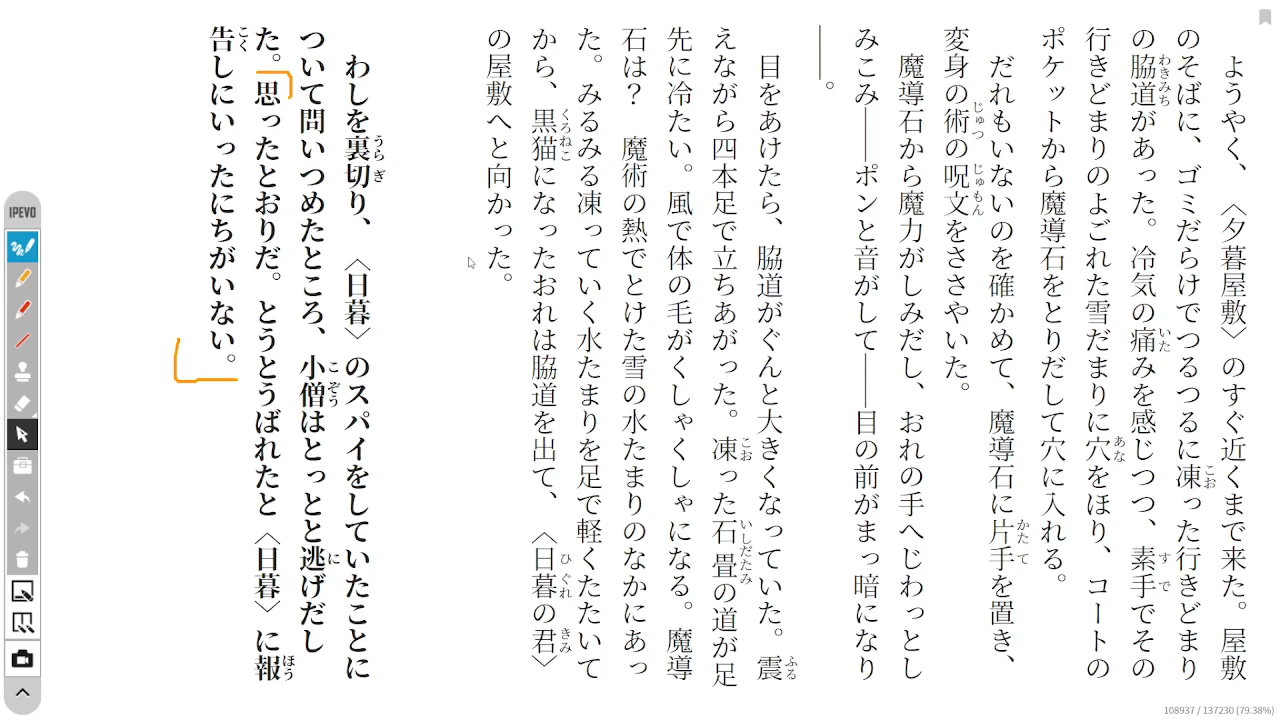 ようやく、〈夕暮屋敷〉のすぐ近くまで来た。屋敷
のそばに、ゴミだらけでつるつるに凍った行きどまり
の脇道があった。冷気の痛みを感じつつ、素手でその
行きどまりのよごれた雪だまりに穴をほり、コートの
ポケットから魔導石をとりだして穴に入れる。
だれもいないのを確かめて、魔導石に片手を置き、
変身の術の呪文をささやいた。
魔導石から魔力がしみだし、おれの手へじわっとし
みこみ――ポンと音がして――目の前がまっ暗になり
――。
目をあけたら、脇道がぐんと大きくなっていた。震
えながら四本足で立ちあがった。凍った石畳の道が足
先に冷たい。風で体の毛がくしゃくしゃになる。魔導
石は？　魔術の熱でとけた雪の水たまりのなかにあっ
た。みるみる凍っていく水たまりを足で軽くたたいて
から、黒猫になったおれは脇道を出て、〈日暮の君〉
の屋敷へと向かった。
わしを裏切り、〈日暮〉のスパイをしていたことに
ついて問いつめたところ、小僧はとっとと逃げだし
た。思ったとおりだ。とうとうばれたと〈日暮〉に報
告しにいったにちがいない。
IPEVO
108937 / 137230 (79.38%)